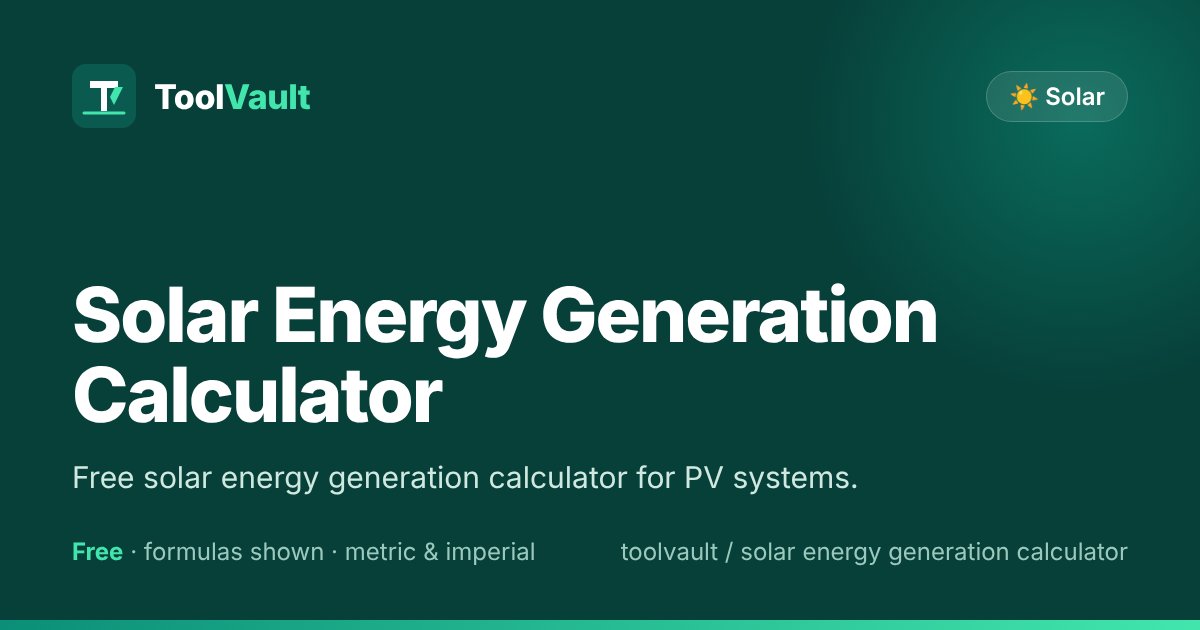 ToolVault
☀️ Solar
Solar Energy Generation
Calculator
Free solar energy generation calculator for PV systems.
Free · formulas shown · metric & imperial
toolvault / solar energy generation calculator